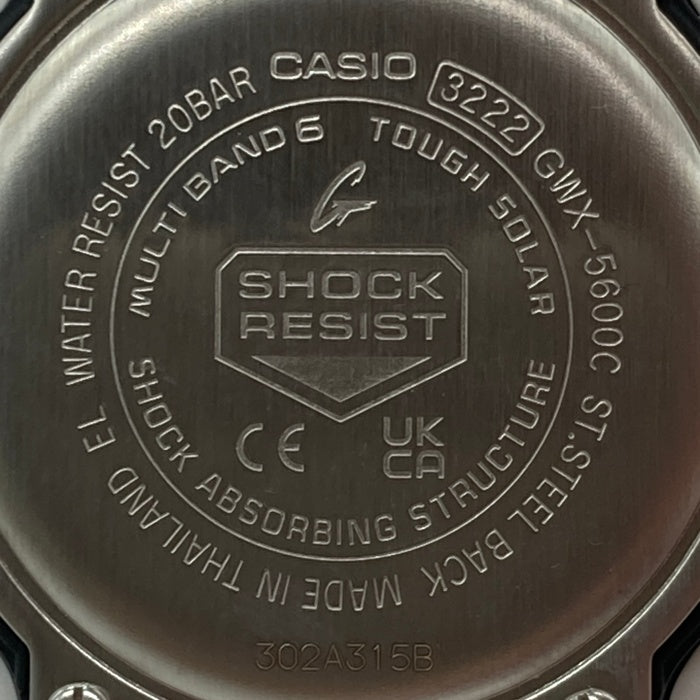 CASIO 3222 GWX-5600C ST.STEEL BACK MADE IN THAILAND EL WATER RESIST 20BAR
MULTI BAND 6 TOUGH SOLAR
G
SHOCK
RESIST
CE
UK
CA
SHOCK ABSORBING STRUCTURE
302A315B